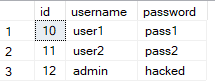 id username password
1 10 user1 pass1
2 11 user2 pass2
3 12 admin hacked